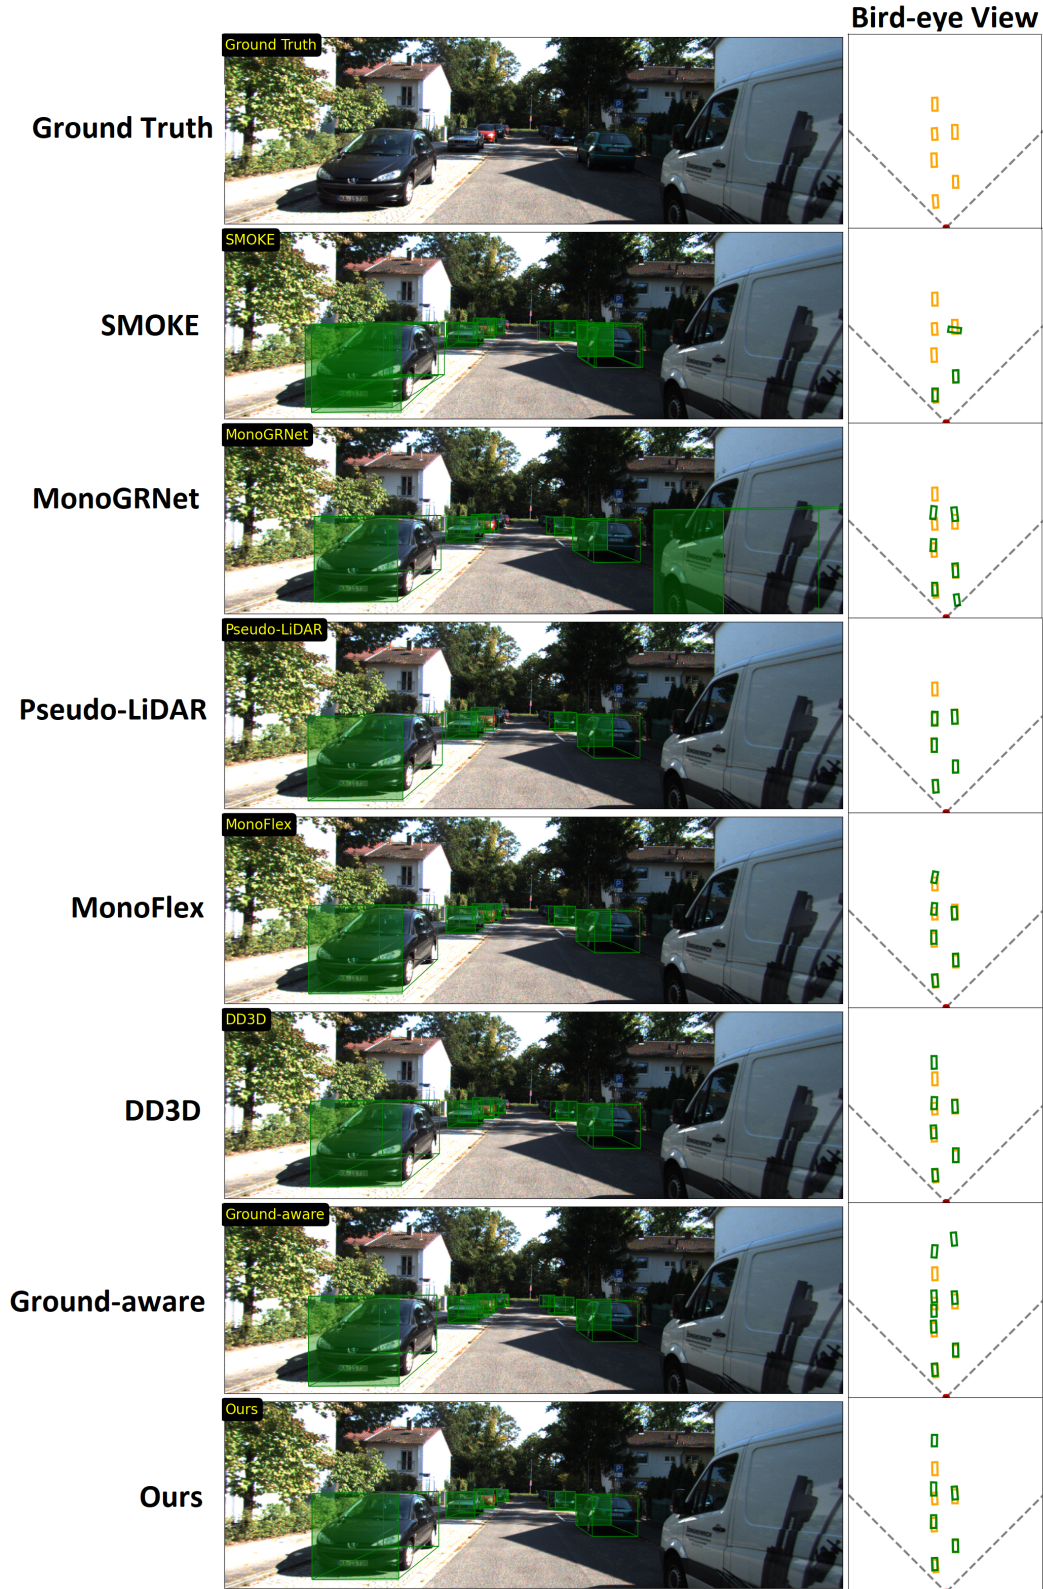 Bird-eye View
Ground Truth
Ground Truth
SMOKE
SMOKE
MonoGRNet
MonoGRNet
Pseudo-LiDAR
Pseudo-LiDAR
MonoFlex
MonoFlex
DD3D
DD3D
Ground-aware
Ground-aware
Ours
Ours